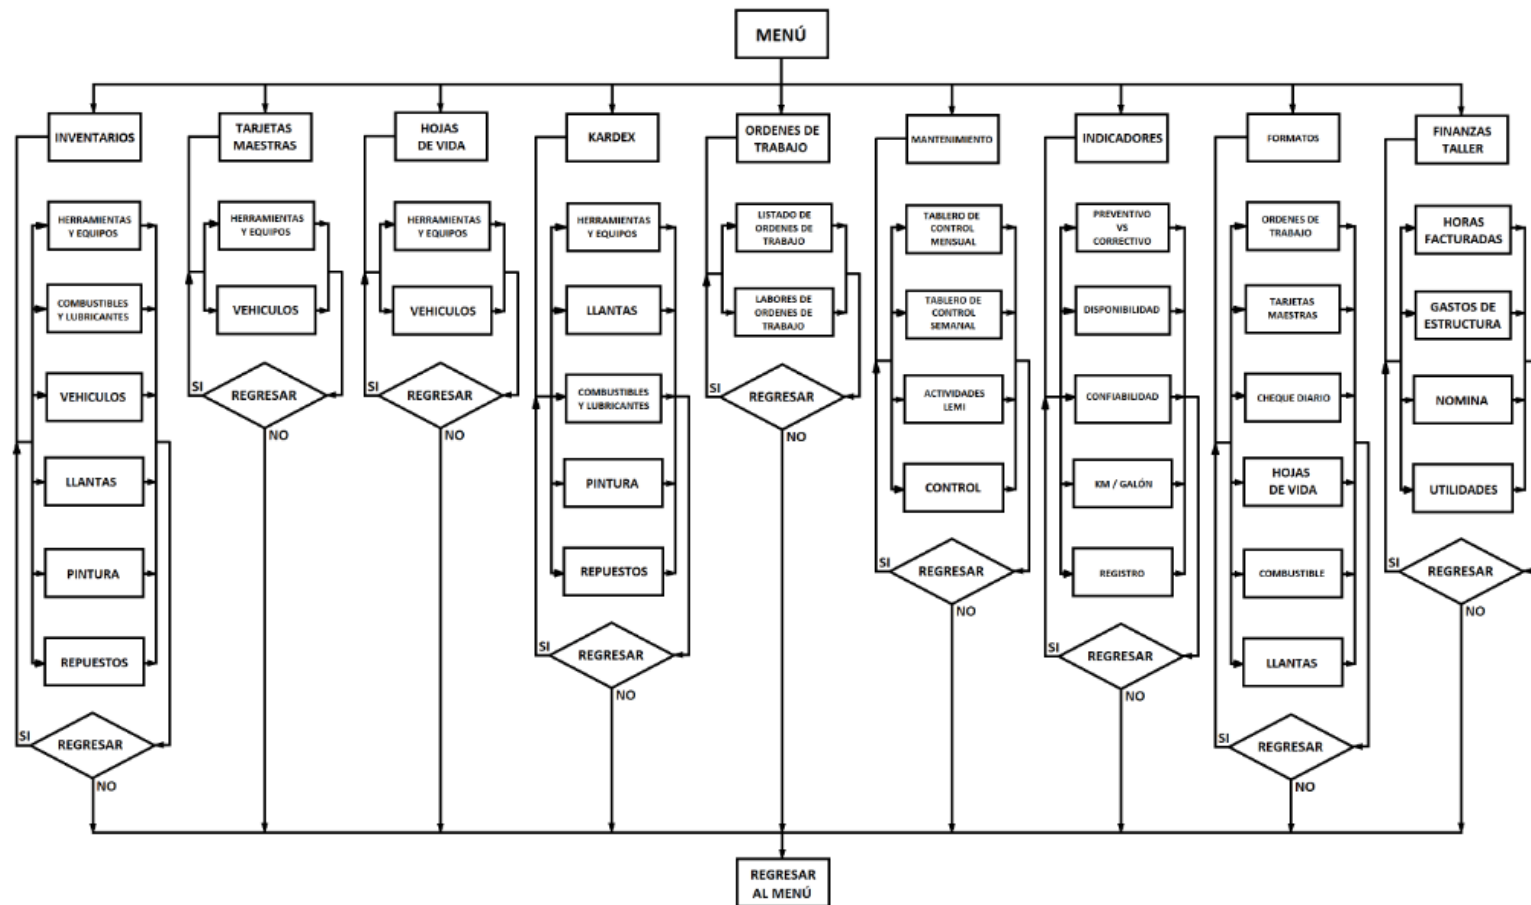 MENÚ
INVENTARIOS
HERRAMIENTAS
Y EQUIPOS
COMBUSTIBLES
Y LUBRICANTES
VEHICULOS
LLANTAS
PINTURA
REPUESTOS
SI
REGRESAR
NO
TARJETAS
MAESTRAS
HERRAMIENTAS
Y EQUIPOS
VEHICULOS
SI
REGRESAR
NO
HOJAS
DE VIDA
HERRAMIENTAS
Y EQUIPOS
VEHICULOS
SI
REGRESAR
NO
KARDEX
HERRAMIENTAS
Y EQUIPOS
LLANTAS
COMBUSTIBLES
Y LUBRICANTES
PINTURA
REPUESTOS
SI
REGRESAR
NO
ORDENES DE
TRABAJO
LISTADO DE
ORDENES DE
TRABAJO
LABORES DE
ORDENES DE
TRABAJO
SI
REGRESAR
NO
MANTENIMIENTO
TABLERO DE
CONTROL
MENSUAL
TABLERO DE
CONTROL
SEMANAL
ACTIVIDADES
LEMI
CONTROL
SI
REGRESAR
NO
INDICADORES
PREVENTIVO
VS
CORRECTIVO
DISPONIBILIDAD
CONFIABILIDAD
KM / GALÓN
REGISTRO
SI
REGRESAR
NO
FORMATOS
ORDENES DE
TRABAJO
TARJETAS
MAESTRAS
CHEQUE DIARIO
HOJAS
DE VIDA
COMBUSTIBLE
LLANTAS
SI
REGRESAR
NO
FINANZAS
TALLER
HORAS
FACTURADAS
GASTOS DE
ESTRUCTURA
NOMINA
UTILIDADES
SI
REGRESAR
NO
REGRESAR
AL MENÚ